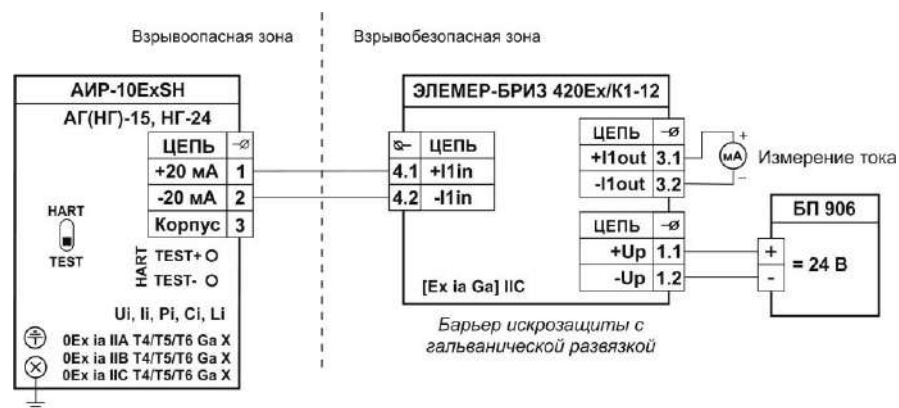 Взрывоопасная зона
Взрывобезопасная зона
АИР-10ExSH
АГ(НГ)-15, НГ-24
ЦЕПЬ
+20 мА 1
-20 мА 2
Корпус 3
HART
TEST
HART
TEST+
TEST-
Ui, Ii, Pi, Ci, Li
0Ex ia IIA T4/T5/T6 Ga X
0Ex ia IIB T4/T5/T6 Ga X
0Ex ia IIC T4/T5/T6 Ga X
ЭЛЕМЕР-БРИЗ 420Ex/К1-12
ЦЕПЬ
4.1 +I1in
4.2 -I1in
ЦЕПЬ
+I1out 3.1
-I1out 3.2
ЦЕПЬ
+Up 1.1
-Up 1.2
[Ex ia Ga] IIC
Барьер искрозащиты с
гальванической развязкой
+
мА
–
Измерение тока
БП 906
+
-
= 24 В